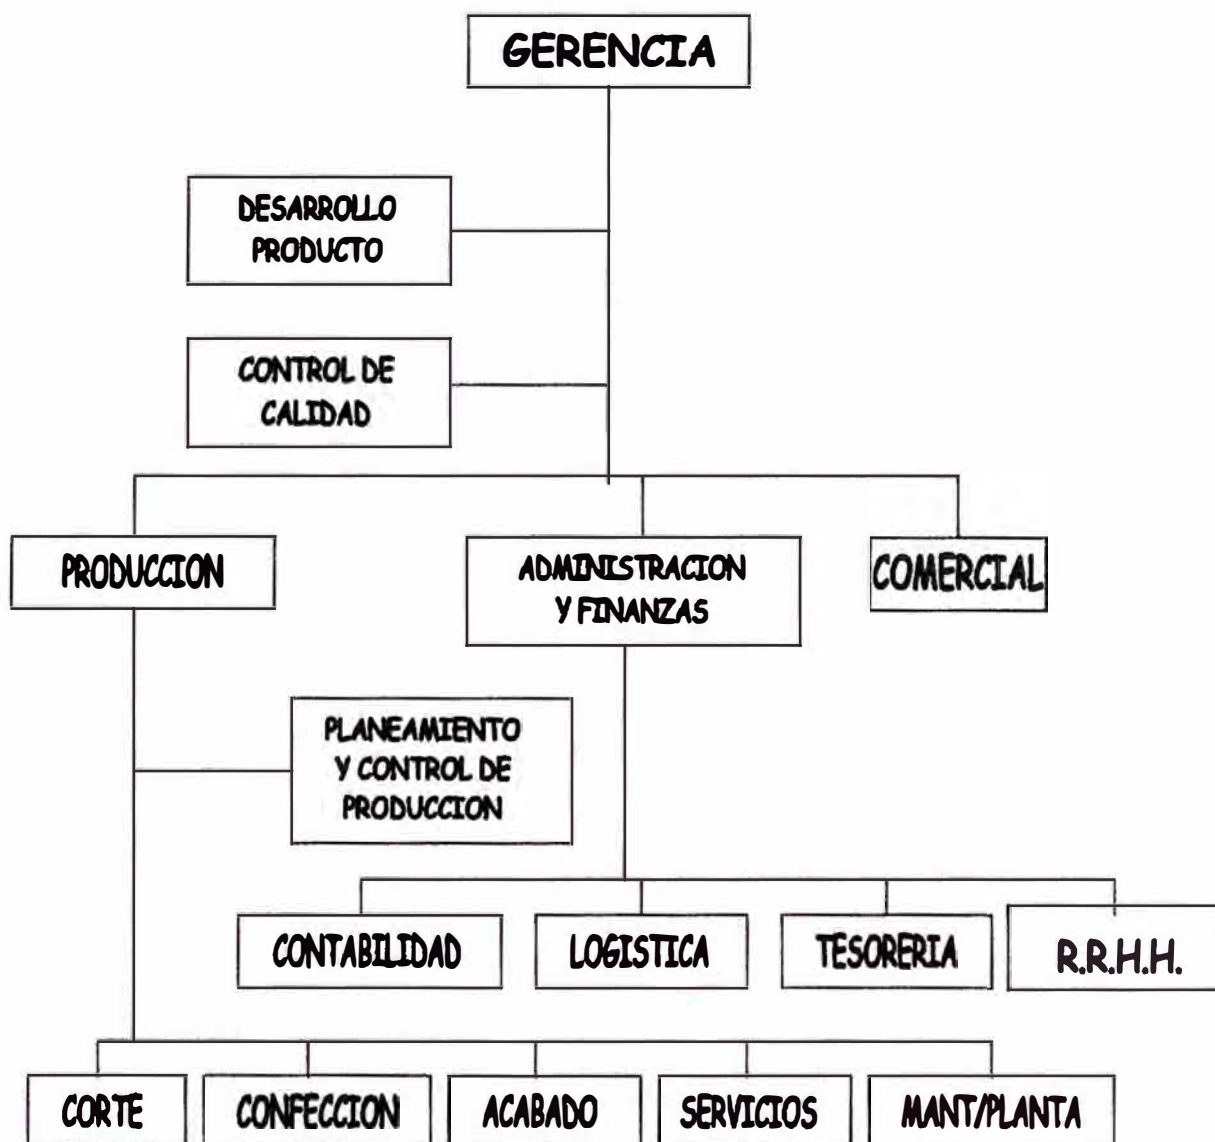 GERENCIA
DESARROLLO
PRODUCTO
CONTROL DE
CALIDAD
PRODUCCION
ADMINISTRACION
Y FINANZAS
COMERCIAL
PLANEAMIENTO
Y CONTROL DE
PRODUCCION
CONTABILIDAD
LOGISTICA
TESORERIA
R.R.H.H.
CORTE
CONFECCION
ACABADO
SERVICIOS
MANT/PLANTA